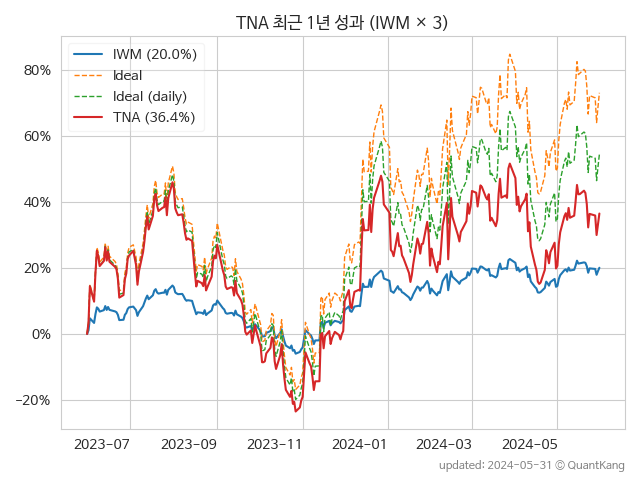 TNA 최근 1년 성과 (IWM × 3)
IWM (20.0%)
Ideal
Ideal (daily)
TNA (36.4%)
80%
60%
40%
20%
0%
−20%
2023−07
2023−09
2023−11
2024−01
2024−03
2024−05
updated: 2024-05-31 ⓒ QuantKang